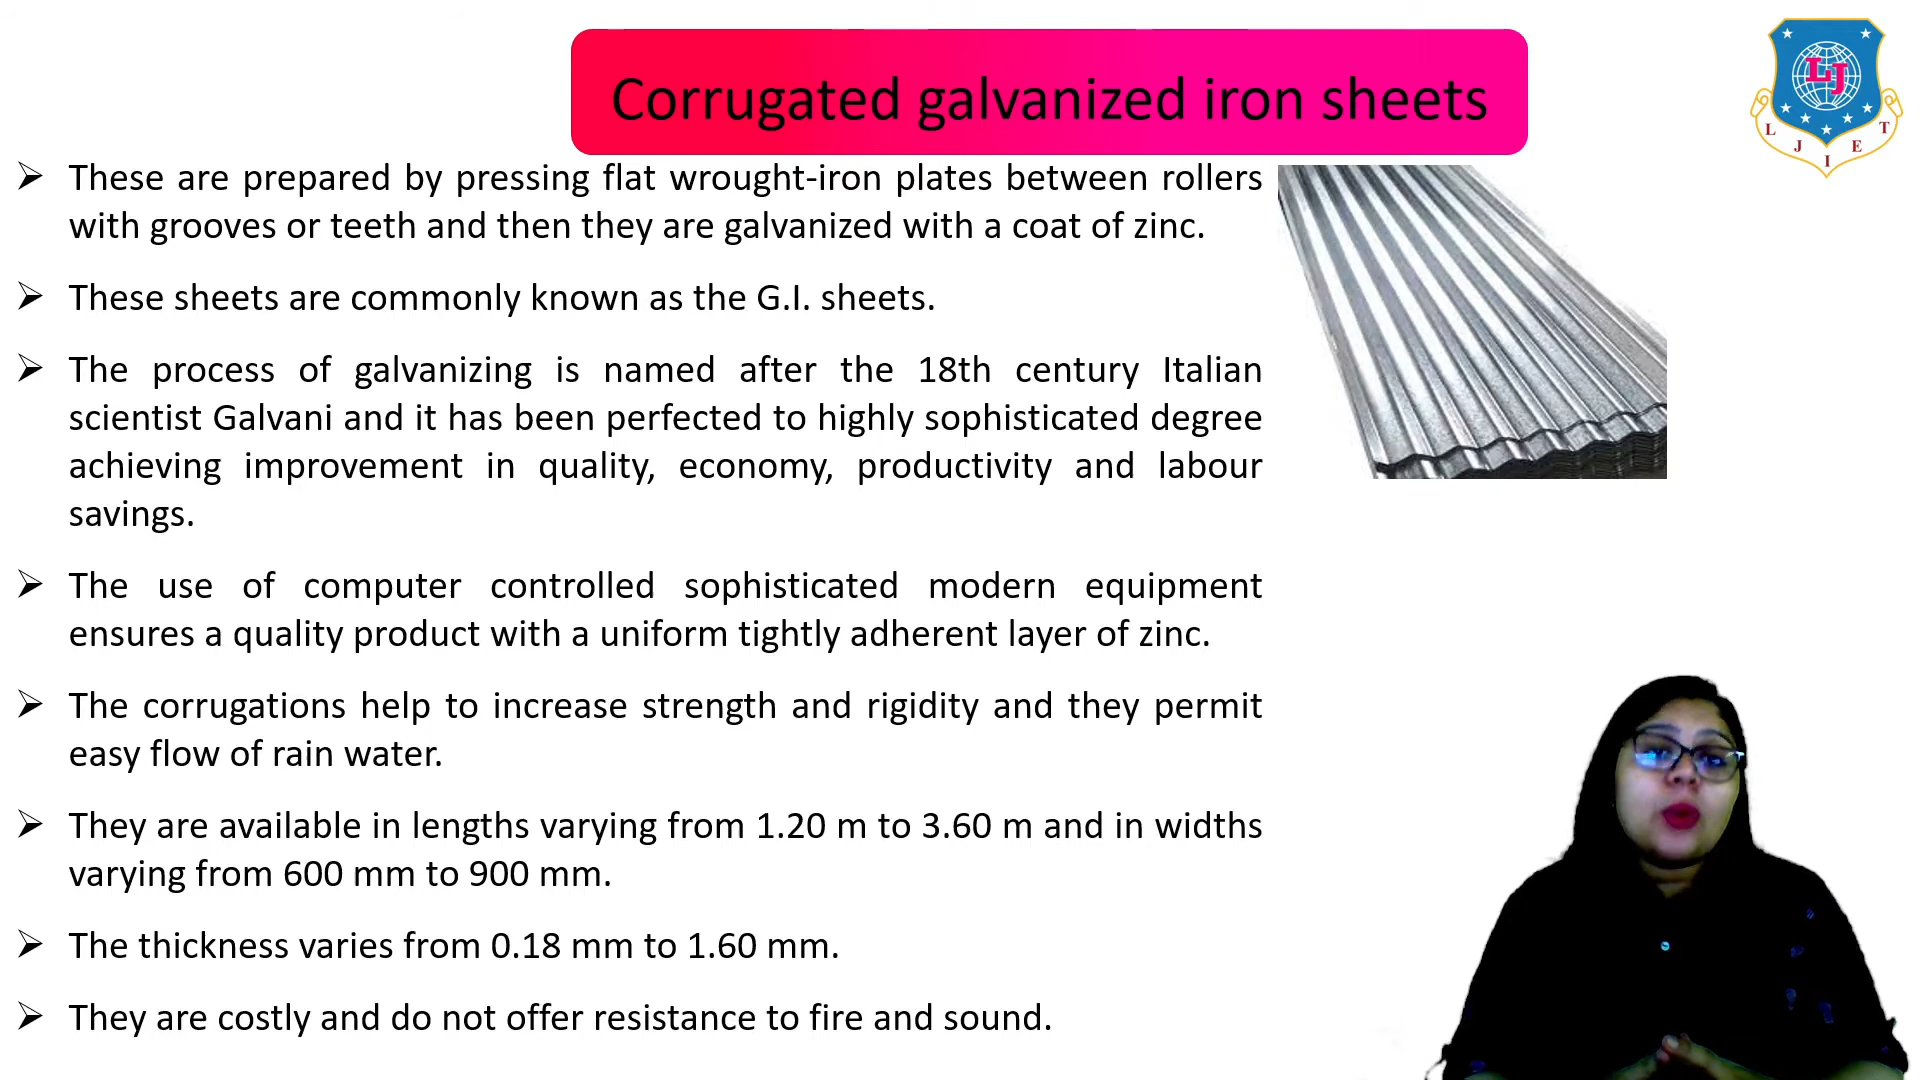 Corrugated galvanized iron sheets
LJ
L J I E T
➢ These are prepared by pressing flat wrought-iron plates between rollers
with grooves or teeth and then they are galvanized with a coat of zinc.
➢ These sheets are commonly known as the G.I. sheets.
➢ The process of galvanizing is named after the 18th century Italian
scientist Galvani and it has been perfected to highly sophisticated degree
achieving improvement in quality, economy, productivity and labour
savings.
➢ The use of computer controlled sophisticated modern equipment
ensures a quality product with a uniform tightly adherent layer of zinc.
➢ The corrugations help to increase strength and rigidity and they permit
easy flow of rain water.
➢ They are available in lengths varying from 1.20 m to 3.60 m and in widths
varying from 600 mm to 900 mm.
➢ The thickness varies from 0.18 mm to 1.60 mm.
➢ They are costly and do not offer resistance to fire and sound.